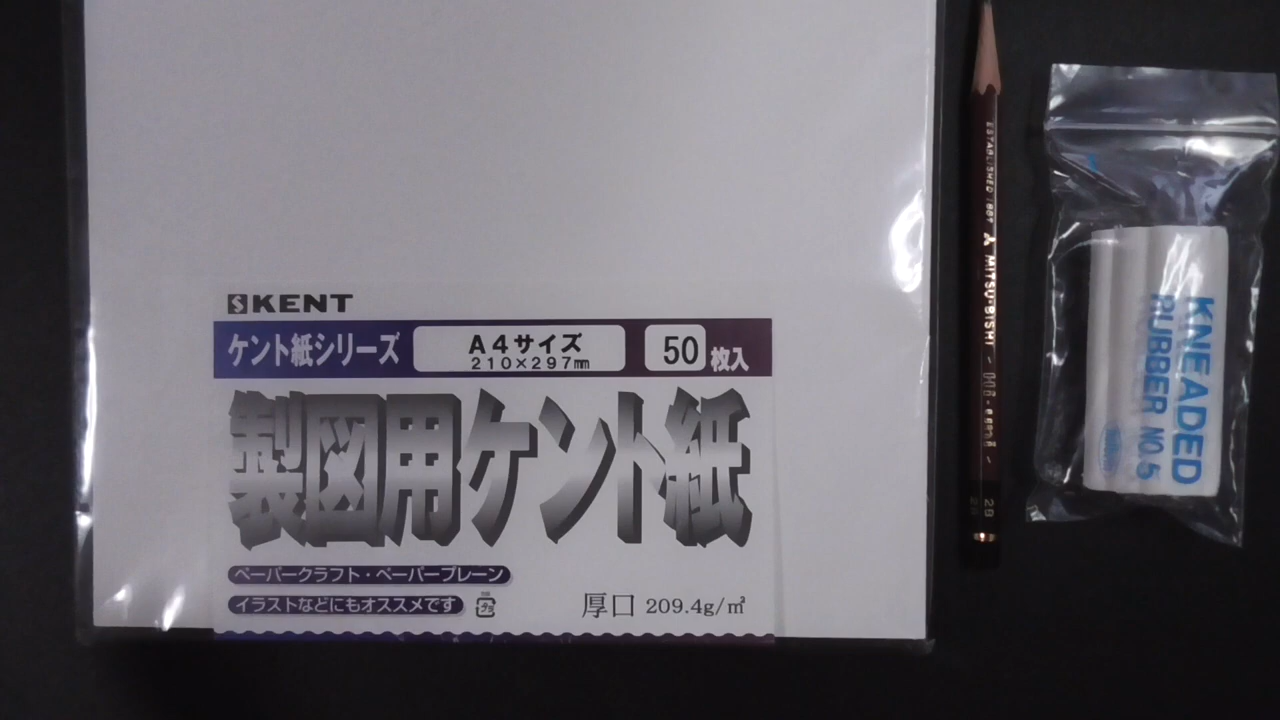 KENT
ケント紙シリーズ
A4サイズ
210×297㎜
50枚入
製図用ケント紙
ペーパークラフト・ペーパープレーン
イラストなどにもオススメです
厚口 209.4g/㎡
MITSU-BISHI
2B
KNEADED
RUBBER NO.5